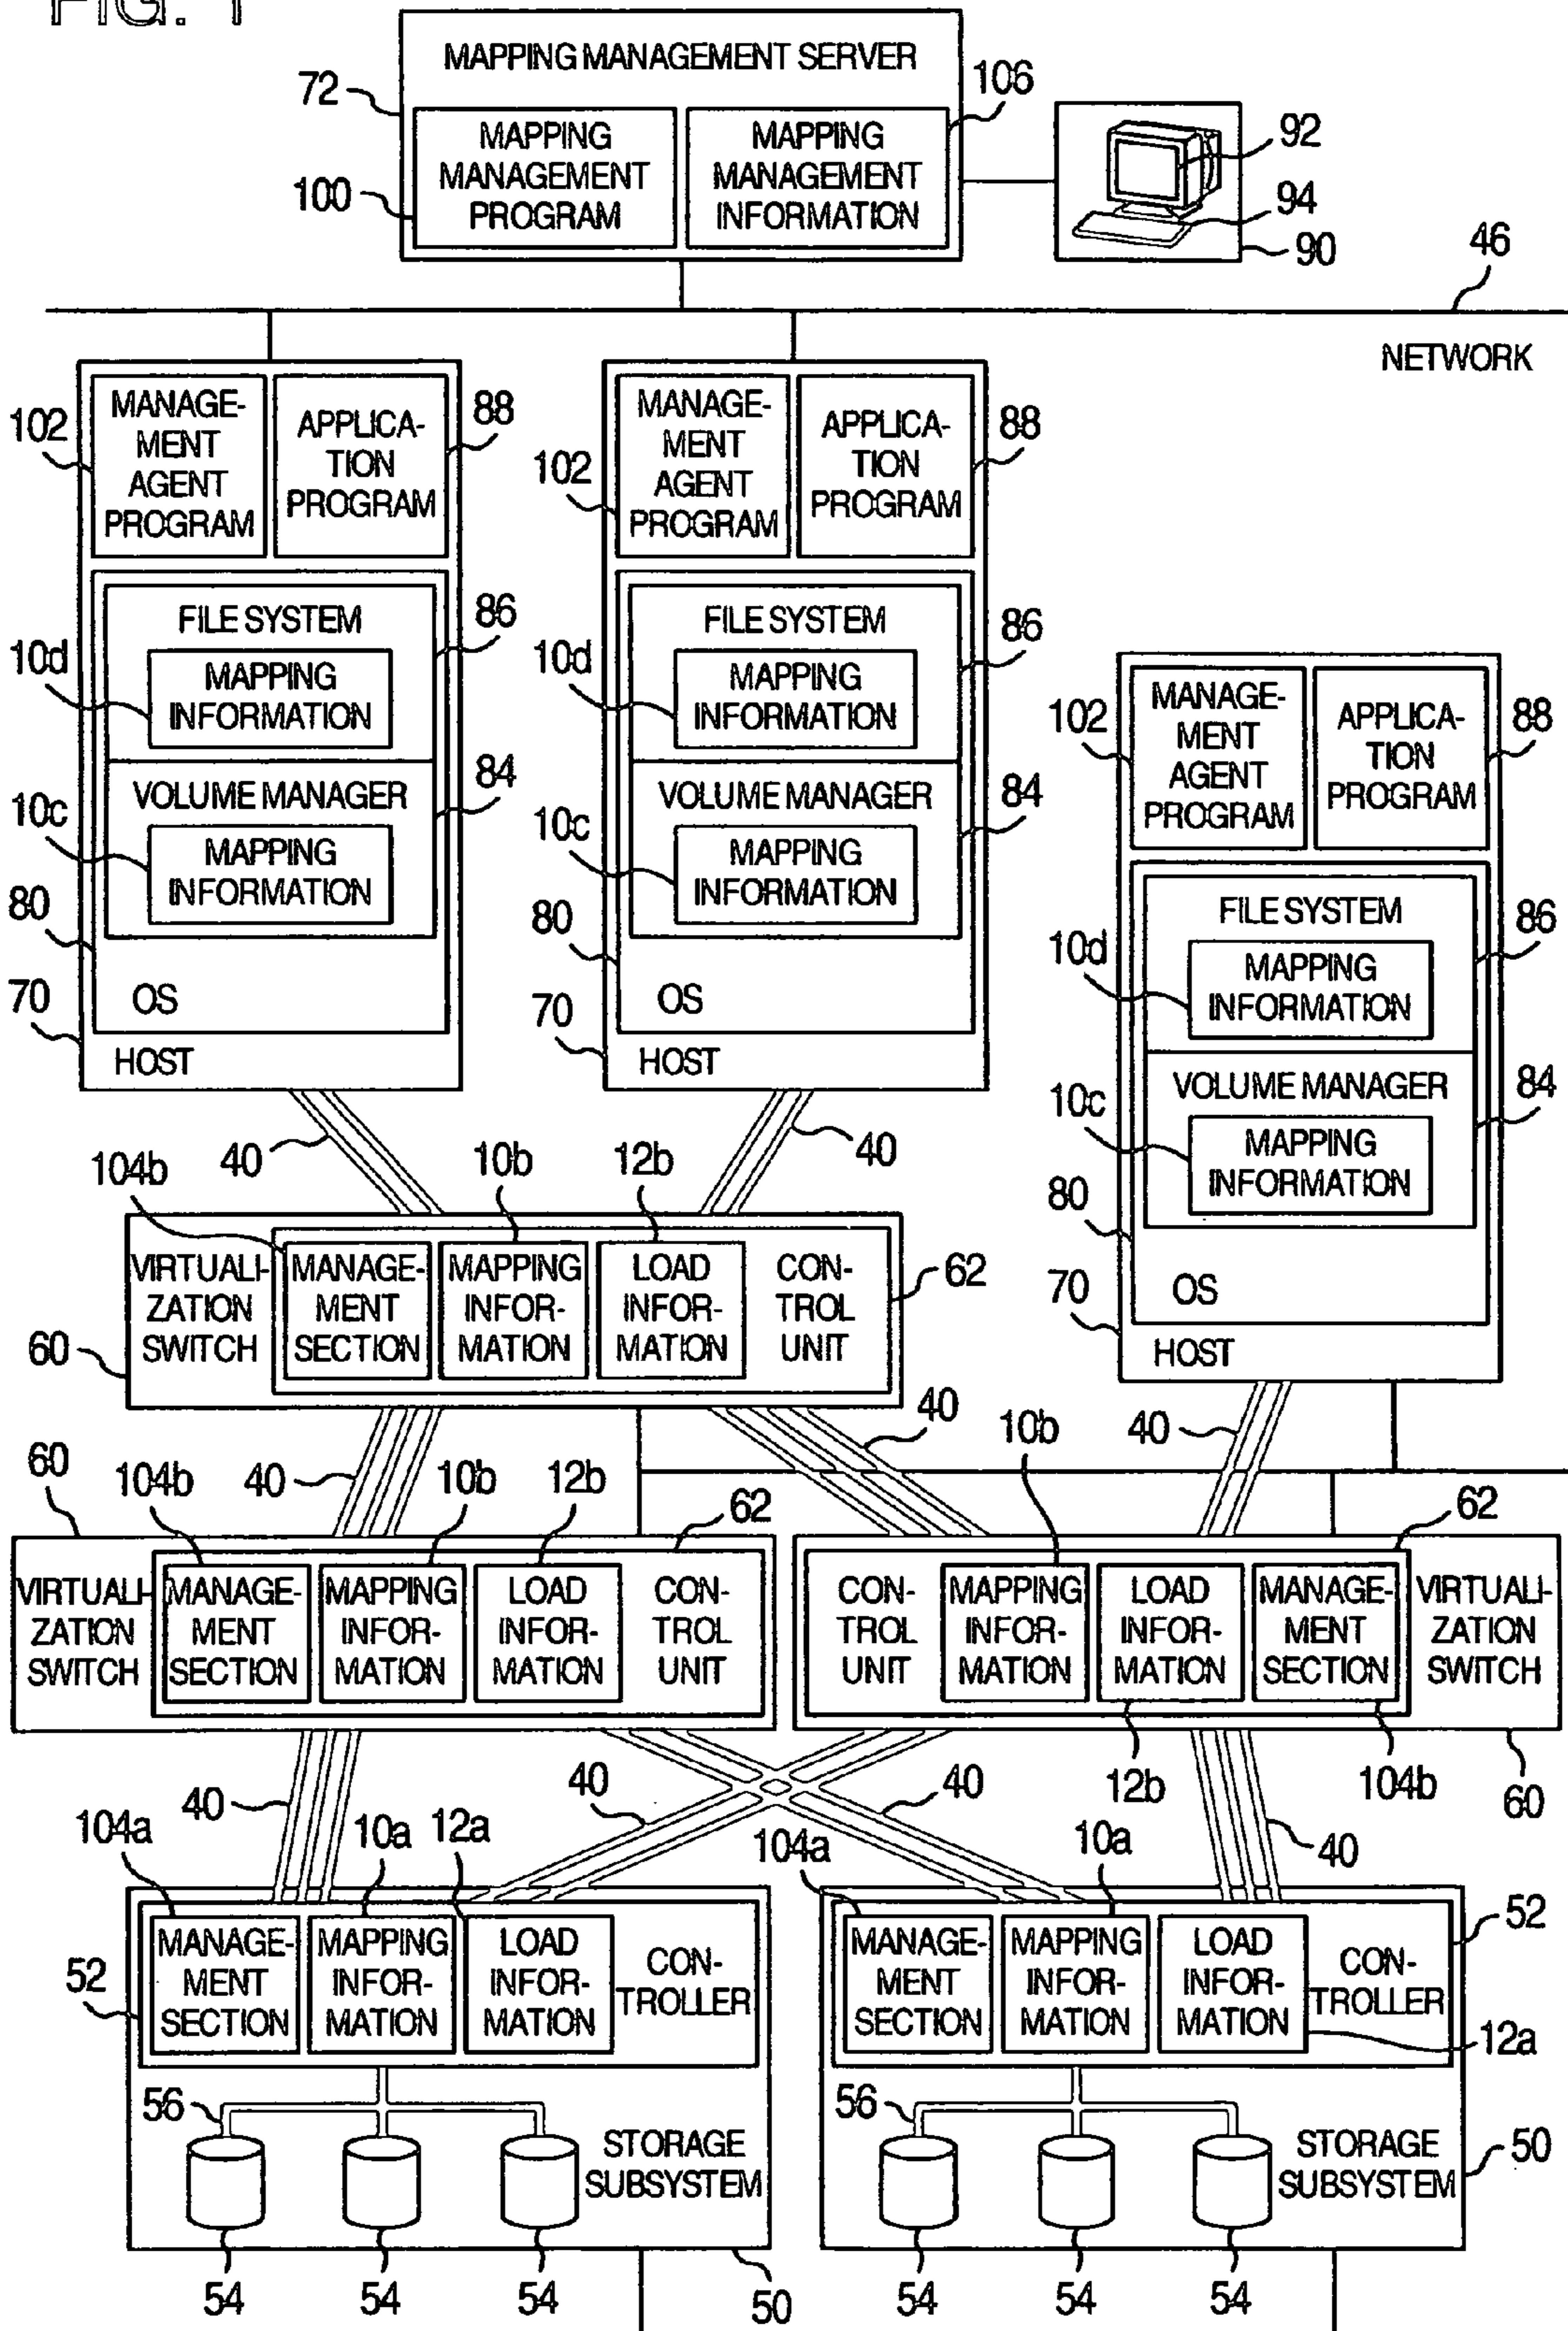 FIG. 1
MAPPING MANAGEMENT SERVER
72
106
MAPPING
MANAGEMENT
PROGRAM
MAPPING
MANAGEMENT
INFORMATION
100
92
94
90
46
NETWORK
MANAGE-
MENT
AGENT
PROGRAM
APPLICA-
TION
PROGRAM
102
88
FILE SYSTEM
86
10d
MAPPING
INFORMATION
VOLUME MANAGER
84
10c
MAPPING
INFORMATION
80
OS
70
HOST
MANAGE-
MENT
AGENT
PROGRAM
APPLICA-
TION
PROGRAM
102
88
FILE SYSTEM
86
10d
MAPPING
INFORMATION
VOLUME MANAGER
84
10c
MAPPING
INFORMATION
80
OS
70
HOST
MANAGE-
MENT
AGENT
PROGRAM
APPLICA-
TION
PROGRAM
102
88
FILE SYSTEM
86
10d
MAPPING
INFORMATION
VOLUME MANAGER
84
10c
MAPPING
INFORMATION
80
OS
70
HOST
40
40
104b
10b
12b
VIRTUALI-
ZATION
SWITCH
MANAGE-
MENT
SECTION
MAPPING
INFOR-
MATION
LOAD
INFOR-
MATION
CON-
TROL
UNIT
62
60
40
40
40
60
104b
10b
12b
62
VIRTUALI-
ZATION
SWITCH
MANAGE-
MENT
SECTION
MAPPING
INFOR-
MATION
LOAD
INFOR-
MATION
CON-
TROL
UNIT
10b
62
CON-
TROL
UNIT
MAPPING
INFOR-
MATION
LOAD
INFOR-
MATION
MANAGE-
MENT
SECTION
VIRTUALI-
ZATION
SWITCH
12b
104b
60
40
40
40
40
104a
10a
12a
MANAGE-
MENT
SECTION
MAPPING
INFOR-
MATION
LOAD
INFOR-
MATION
CON-
TROLLER
52
56
STORAGE
SUBSYSTEM
54
54
54
50
104a
10a
MANAGE-
MENT
SECTION
MAPPING
INFOR-
MATION
LOAD
INFOR-
MATION
CON-
TROLLER
52
12a
56
STORAGE
SUBSYSTEM
50
54
54
54